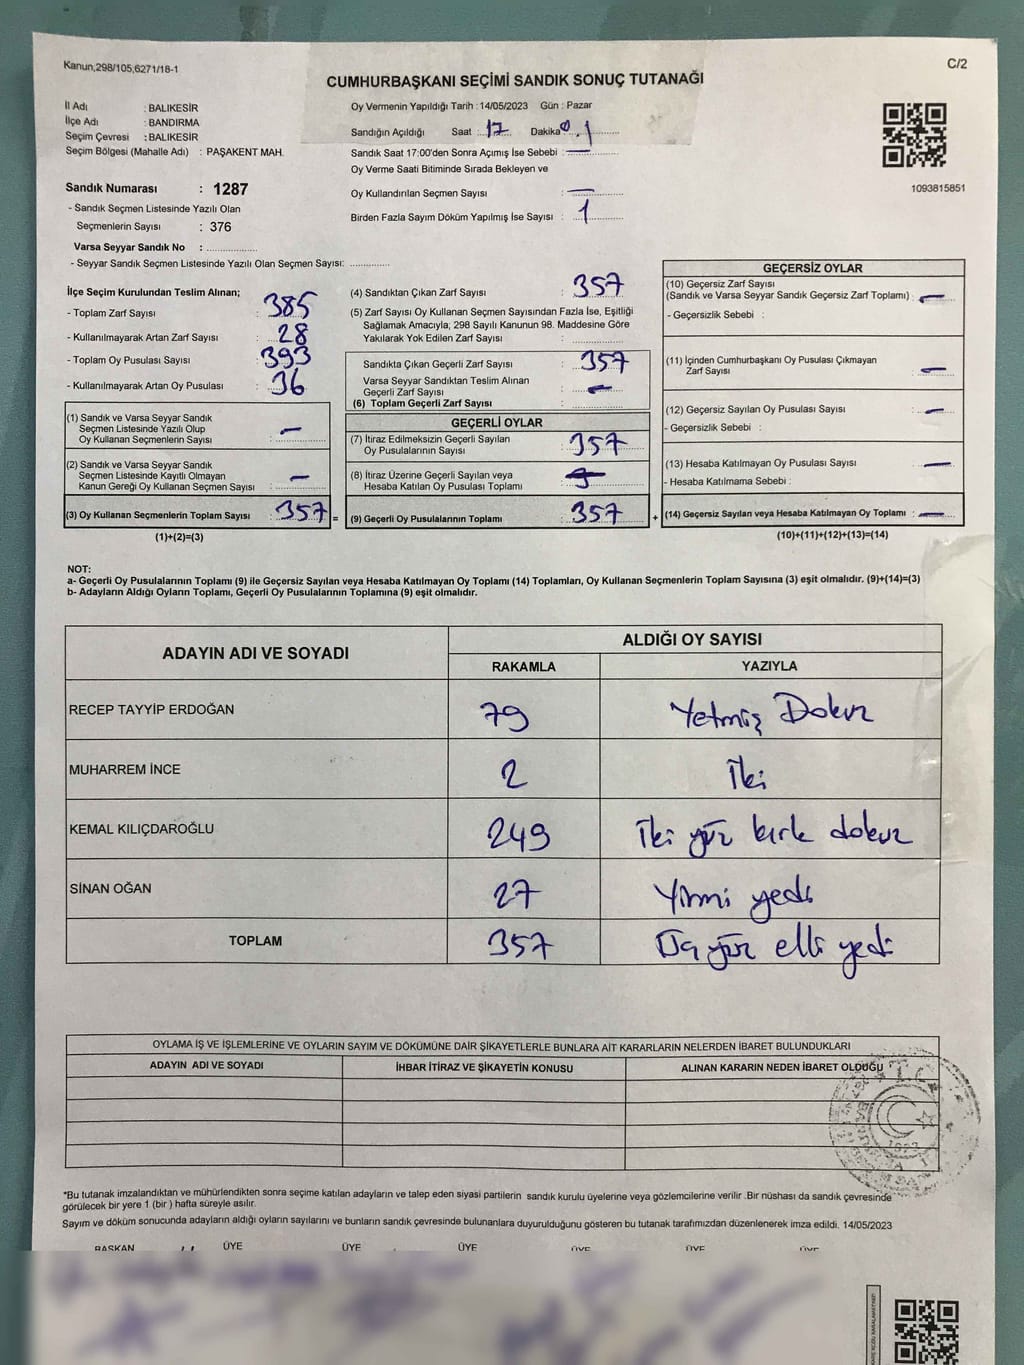 Kanun,298/105,6271/18-1
C/2
CUMHURBAŞKANI SEÇİMİ SANDIK SONUÇ TUTANAĞI
İl Adı : BALIKESİR
İlçe Adı : BANDIRMA
Seçim Çevresi : BALIKESİR
Seçim Bölgesi (Mahalle Adı) : PAŞAKENT MAH.
Oy Vermenin Yapıldığı Tarih : 14/05/2023 Gün : Pazar
Sandığın Açıldığı Saat : 17 Dakika 01
Sandık Saat 17:00'den Sonra Açımış İse Sebebi : —
Oy Verme Saati Bitiminde Sırada Bekleyen ve
Oy Kullandırılan Seçmen Sayısı : —
Birden Fazla Sayım Döküm Yapılmış İse Sayısı : 1
1093815851
Sandık Numarası : 1287
- Sandık Seçmen Listesinde Yazılı Olan
Seçmenlerin Sayısı : 376
Varsa Seyyar Sandık No :
- Seyyar Sandık Seçmen Listesinde Yazılı Olan Seçmen Sayısı:
İlçe Seçim Kurulundan Teslim Alınan;
- Toplam Zarf Sayısı : 385
- Kullanılmayarak Artan Zarf Sayısı : 28
- Toplam Oy Pusulası Sayısı : 393
- Kullanılmayarak Artan Oy Pusulası : 36
(1) Sandık ve Varsa Seyyar Sandık
Seçmen Listesinde Yazılı Olup
Oy Kullanan Seçmenlerin Sayısı : —
(2) Sandık ve Varsa Seyyar Sandık
Seçmen Listesinde Kayıtlı Olmayan
Kanun Gereği Oy Kullanan Seçmen Sayısı : —
(3) Oy Kullanan Seçmenlerin Toplam Sayısı : 357 =
(1)+(2)=(3)
(4) Sandıktan Çıkan Zarf Sayısı : 357
(5) Zarf Sayısı Oy Kullanan Seçmen Sayısından Fazla İse, Eşitliği
Sağlamak Amacıyla; 298 Sayılı Kanunun 98. Maddesine Göre
Yakılarak Yok Edilen Zarf Sayısı :
Sandıkta Çıkan Geçerli Zarf Sayısı : 357
Varsa Seyyar Sandıktan Teslim Alınan
Geçerli Zarf Sayısı : —
(6) Toplam Geçerli Zarf Sayısı :
GEÇERLİ OYLAR
(7) İtiraz Edilmeksizin Geçerli Sayılan
Oy Pusulalarının Sayısı : 357
(8) İtiraz Üzerine Geçerli Sayılan veya
Hesaba Katılan Oy Pusulası Toplamı :
(9) Geçerli Oy Pusulalarının Toplamı : 357 +
GEÇERSİZ OYLAR
(10) Geçersiz Zarf Sayısı
(Sandık ve Varsa Seyyar Sandık Geçersiz Zarf Toplamı) : —
- Geçersizlik Sebebi :
(11) İçinden Cumhurbaşkanı Oy Pusulası Çıkmayan
Zarf Sayısı : —
(12) Geçersiz Sayılan Oy Pusulası Sayısı : —
- Geçersizlik Sebebi :
(13) Hesaba Katılmayan Oy Pusulası Sayısı : —
- Hesaba Katılmama Sebebi :
(14) Geçersiz Sayılan veya Hesaba Katılmayan Oy Toplamı : —
(10)+(11)+(12)+(13)=(14)
NOT:
a- Geçerli Oy Pusulalarının Toplamı (9) ile Geçersiz Sayılan veya Hesaba Katılmayan Oy Toplamı (14) Toplamları, Oy Kullanan Seçmenlerin Toplam Sayısına (3) eşit olmalıdır. (9)+(14)=(3)
b- Adayların Aldığı Oyların Toplamı, Geçerli Oy Pusulalarının Toplamına (9) eşit olmalıdır.
ADAYIN ADI VE SOYADI
ALDIĞI OY SAYISI
RAKAMLA YAZIYLA
RECEP TAYYİP ERDOĞAN 79 Yetmiş Dokuz
MUHARREM İNCE 2 İki
KEMAL KILIÇDAROĞLU 249 İki yüz kırk dokuz
SİNAN OĞAN 27 Yirmi yedi
TOPLAM 357 Üç yüz elli yedi
OYLAMA İŞ VE İŞLEMLERİNE VE OYLARIN SAYIM VE DÖKÜMÜNE DAİR ŞİKAYETLERLE BUNLARA AİT KARARLARIN NELERDEN İBARET BULUNDUKLARI
ADAYIN ADI VE SOYADI İHBAR İTİRAZ VE ŞİKAYETİN KONUSU ALINAN KARARIN NEDEN İBARET OLDUĞU
*Bu tutanak imzalandıktan ve mühürlendikten sonra seçime katılan adayların ve talep eden siyasi partilerin sandık kurulu üyelerine veya gözlemcilerine verilir .Bir nüshası da sandık çevresinde
görülecek bir yere 1 (bir ) hafta süreyle asılır.
Sayım ve döküm sonucunda adayların aldığı oyların sayılarını ve bunların sandık çevresinde bulunanlara duyurulduğunu gösteren bu tutanak tarafımızdan düzenlenerek imza edildi. 14/05/2023
BAŞKAN ÜYE ÜYE ÜYE ÜYE ÜYE ÜYE